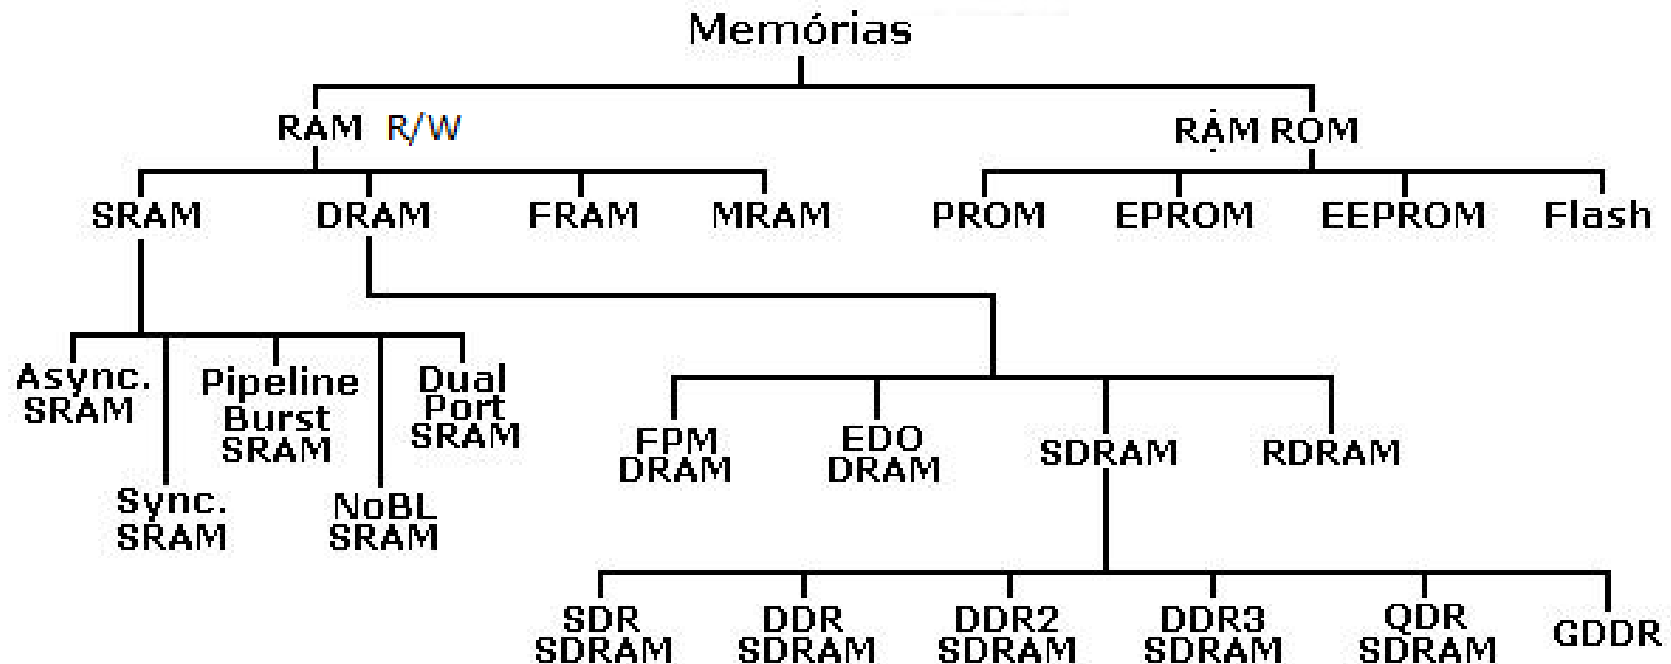 Memórias
RAM R/W
RAM ROM
SRAM
DRAM
FRAM
MRAM
PROM
EPROM
EEPROM
Flash
Async.
SRAM
Pipeline
Burst
SRAM
Dual
Port
SRAM
Sync.
SRAM
NoBL
SRAM
FPM
DRAM
EDO
DRAM
SDRAM
RDRAM
SDR
SDRAM
DDR
SDRAM
DDR2
SDRAM
DDR3
SDRAM
QDR
SDRAM
GDDR